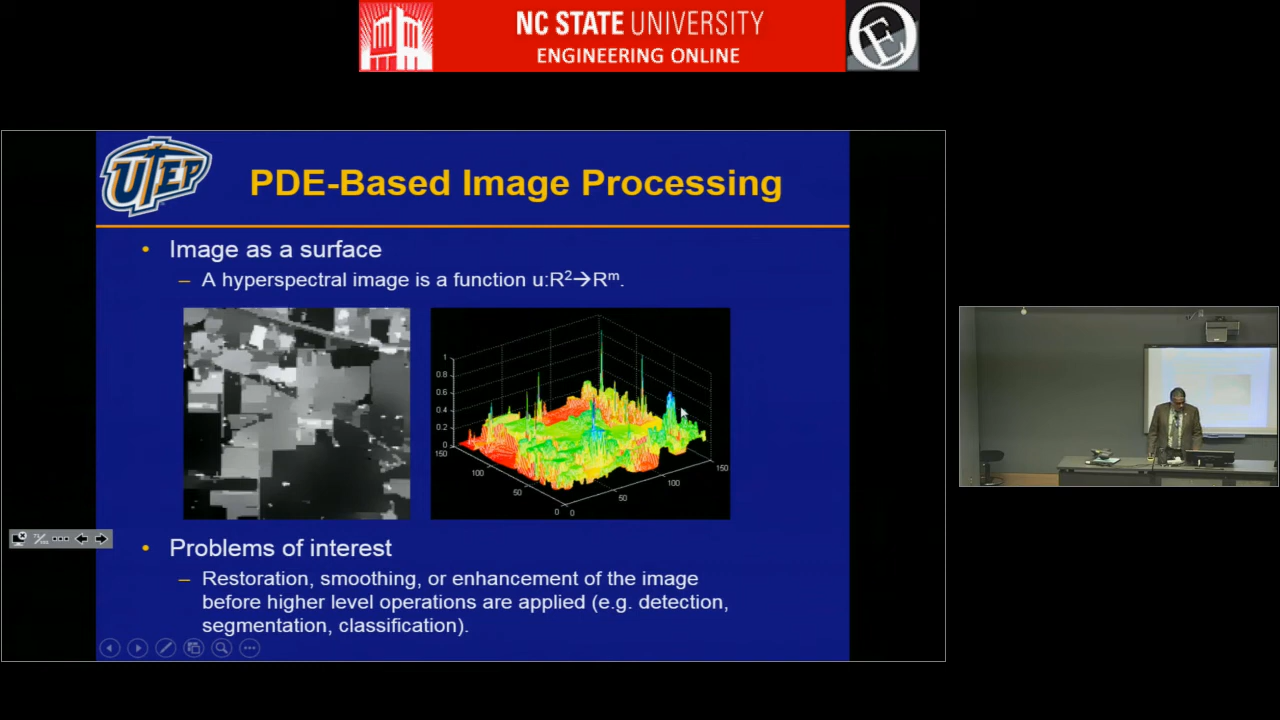 NC STATE UNIVERSITY
ENGINEERING ONLINE
OE
UTEP
PDE-Based Image Processing
• Image as a surface
– A hyperspectral image is a function u:R²→Rᵐ.
1
0.8
0.6
0.4
0.2
0
150
100
50
0
0
50
100
150
• Problems of interest
– Restoration, smoothing, or enhancement of the image
before higher level operations are applied (e.g. detection,
segmentation, classification).